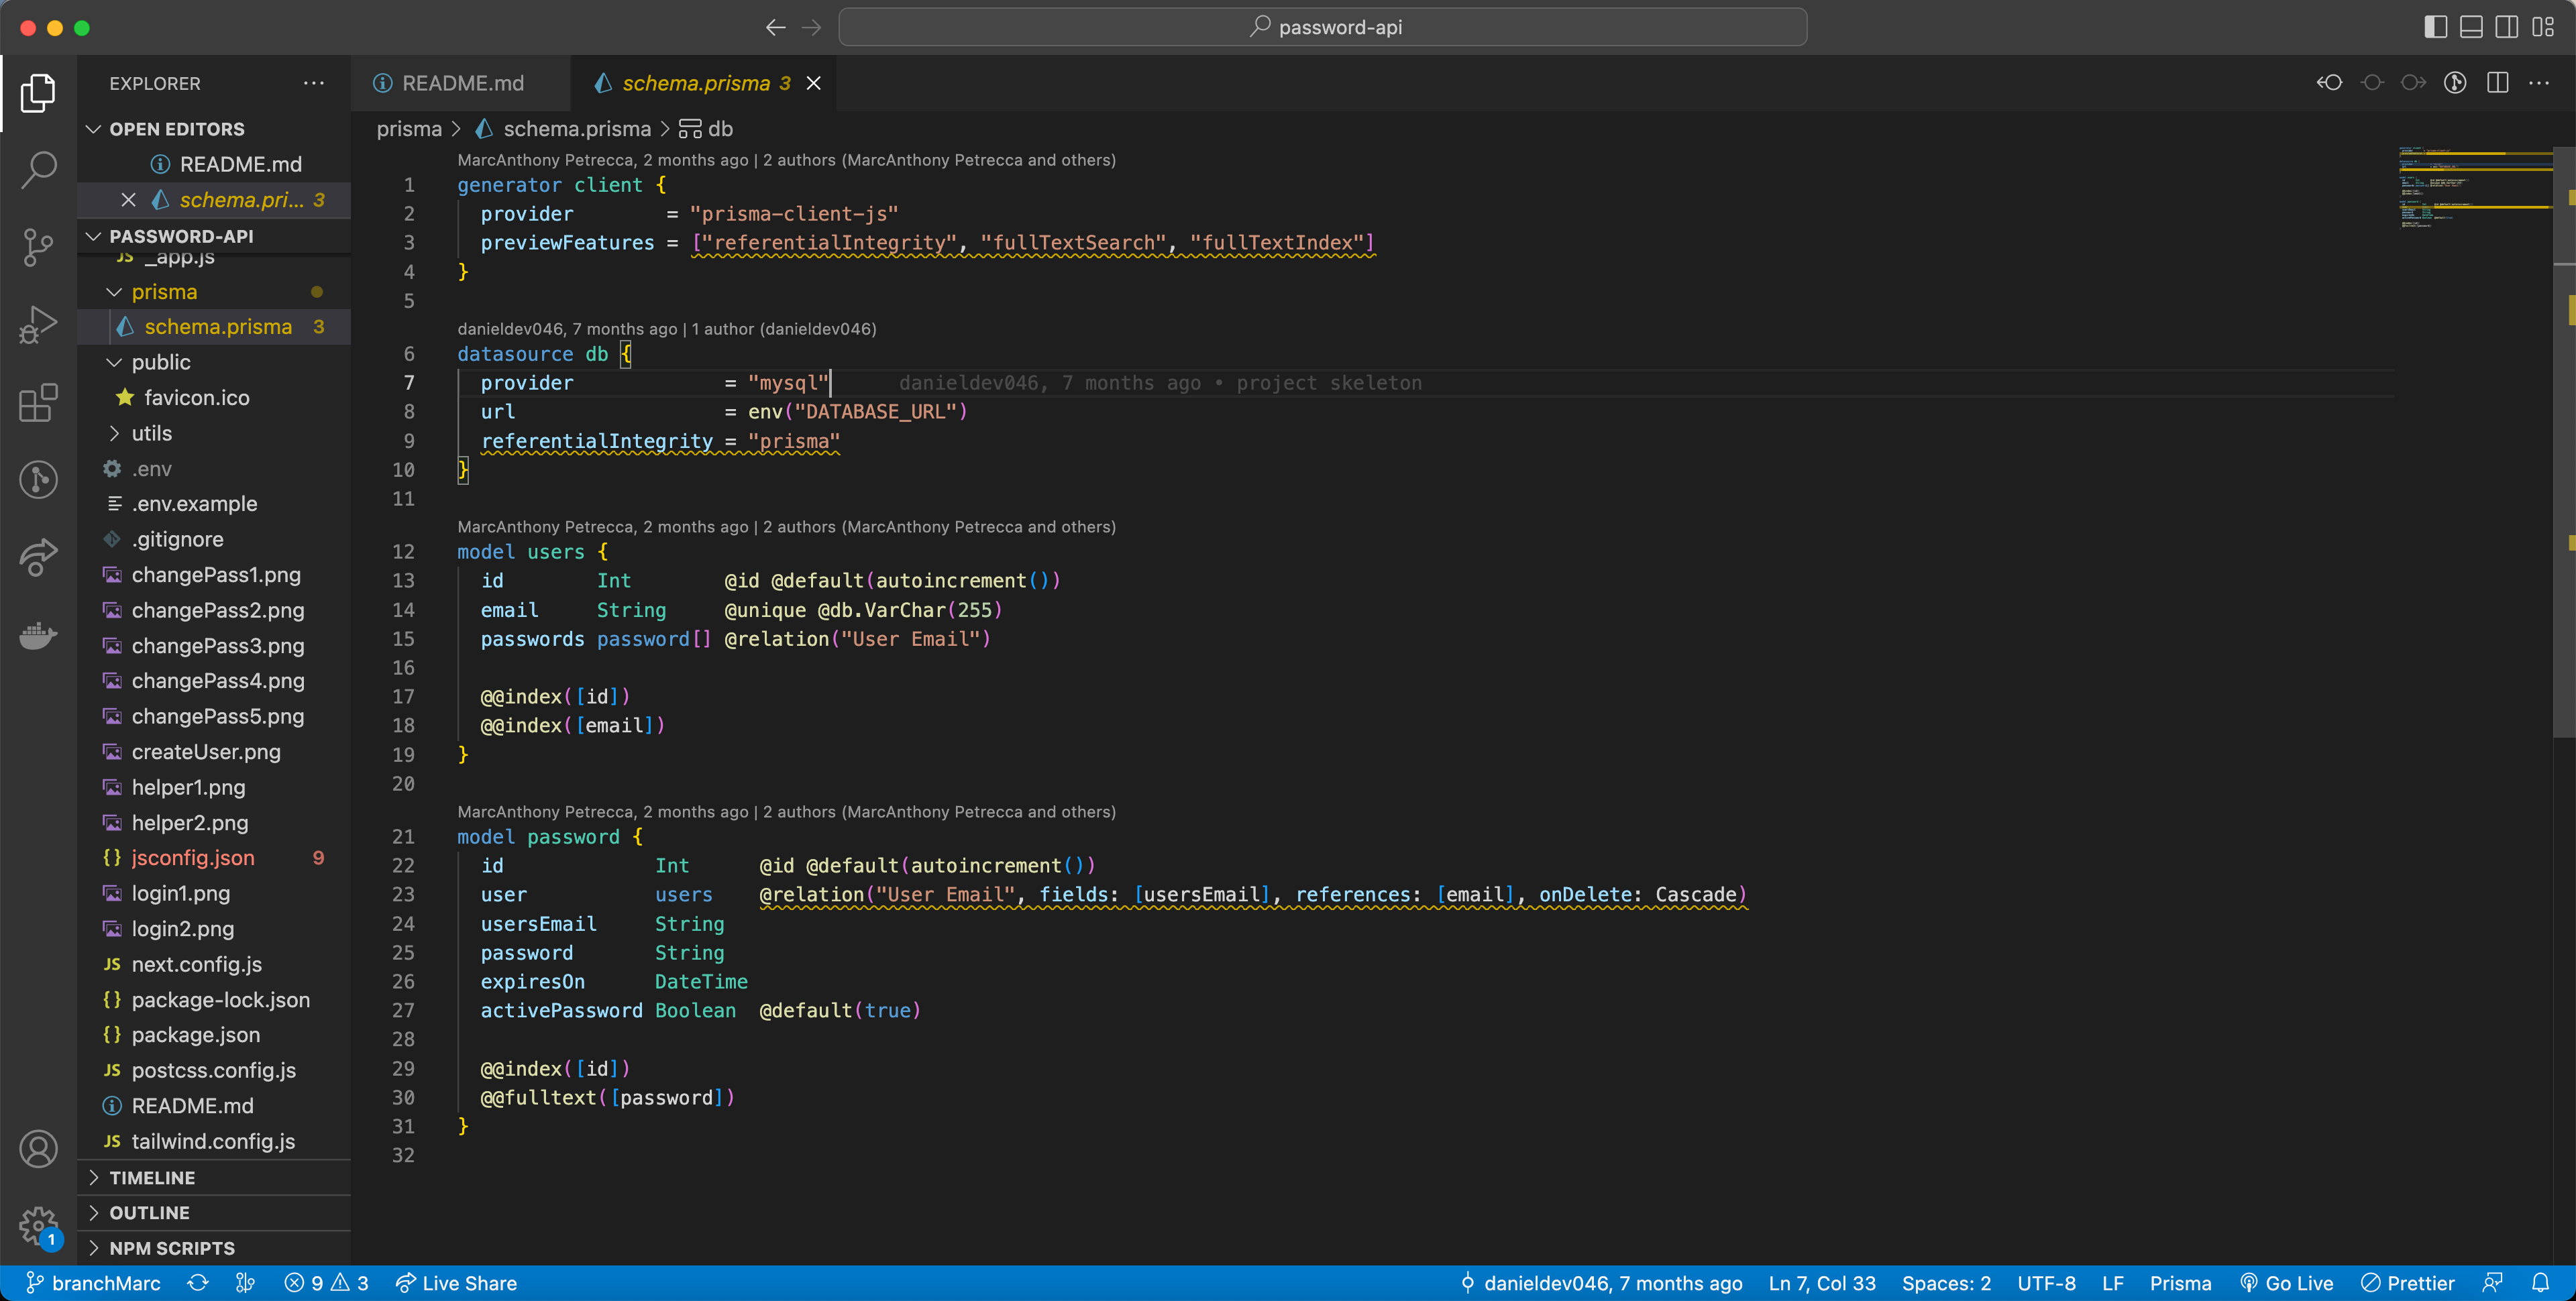 password-api
EXPLORER
README.md
schema.prisma 3
OPEN EDITORS
README.md
schema.pri... 3
PASSWORD-API
JS _app.js
prisma
schema.prisma 3
public
favicon.ico
utils
.env
.env.example
.gitignore
changePass1.png
changePass2.png
changePass3.png
changePass4.png
changePass5.png
createUser.png
helper1.png
helper2.png
{} jsconfig.json 9
login1.png
login2.png
JS next.config.js
{} package-lock.json
{} package.json
JS postcss.config.js
README.md
JS tailwind.config.js
TIMELINE
OUTLINE
NPM SCRIPTS
1
prisma > schema.prisma > db
MarcAnthony Petrecca, 2 months ago | 2 authors (MarcAnthony Petrecca and others)
1 generator client {
2 provider = "prisma-client-js"
3 previewFeatures = ["referentialIntegrity", "fullTextSearch", "fullTextIndex"]
4 }
5
danieldev046, 7 months ago | 1 author (danieldev046)
6 datasource db {
7 provider = "mysql" danieldev046, 7 months ago • project skeleton
8 url = env("DATABASE_URL")
9 referentialIntegrity = "prisma"
10 }
11
MarcAnthony Petrecca, 2 months ago | 2 authors (MarcAnthony Petrecca and others)
12 model users {
13 id Int @id @default(autoincrement())
14 email String @unique @db.VarChar(255)
15 passwords password[] @relation("User Email")
16
17 @@index([id])
18 @@index([email])
19 }
20
MarcAnthony Petrecca, 2 months ago | 2 authors (MarcAnthony Petrecca and others)
21 model password {
22 id Int @id @default(autoincrement())
23 user users @relation("User Email", fields: [usersEmail], references: [email], onDelete: Cascade)
24 usersEmail String
25 password String
26 expiresOn DateTime
27 activePassword Boolean @default(true)
28
29 @@index([id])
30 @@fulltext([password])
31 }
32
branchMarc 9 3 Live Share danieldev046, 7 months ago Ln 7, Col 33 Spaces: 2 UTF-8 LF Prisma Go Live Prettier